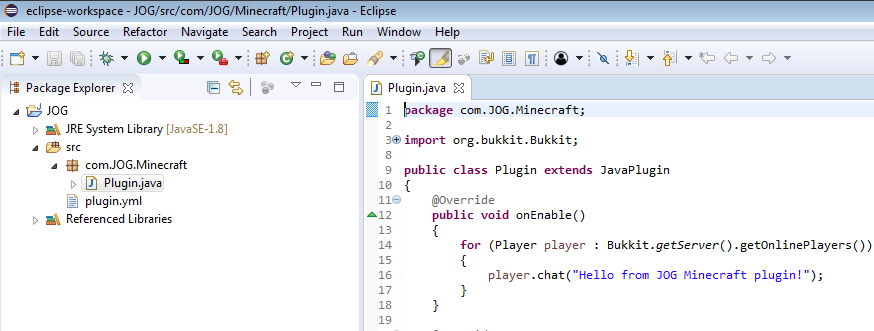 eclipse-workspace - JOG/src/com/JOG/Minecraft/Plugin.java - Eclipse
File Edit Source Refactor Navigate Search Project Run Window Help
Package Explorer
JOG
JRE System Library [JavaSE-1.8]
src
com.JOG.Minecraft
Plugin.java
plugin.yml
Referenced Libraries
Plugin.java
1 package com.JOG.Minecraft;
2
3 import org.bukkit.Bukkit;
8
9 public class Plugin extends JavaPlugin
10 {
11 @Override
12 public void onEnable()
13 {
14 for (Player player : Bukkit.getServer().getOnlinePlayers())
15 {
16 player.chat("Hello from JOG Minecraft plugin!");
17 }
18 }
19